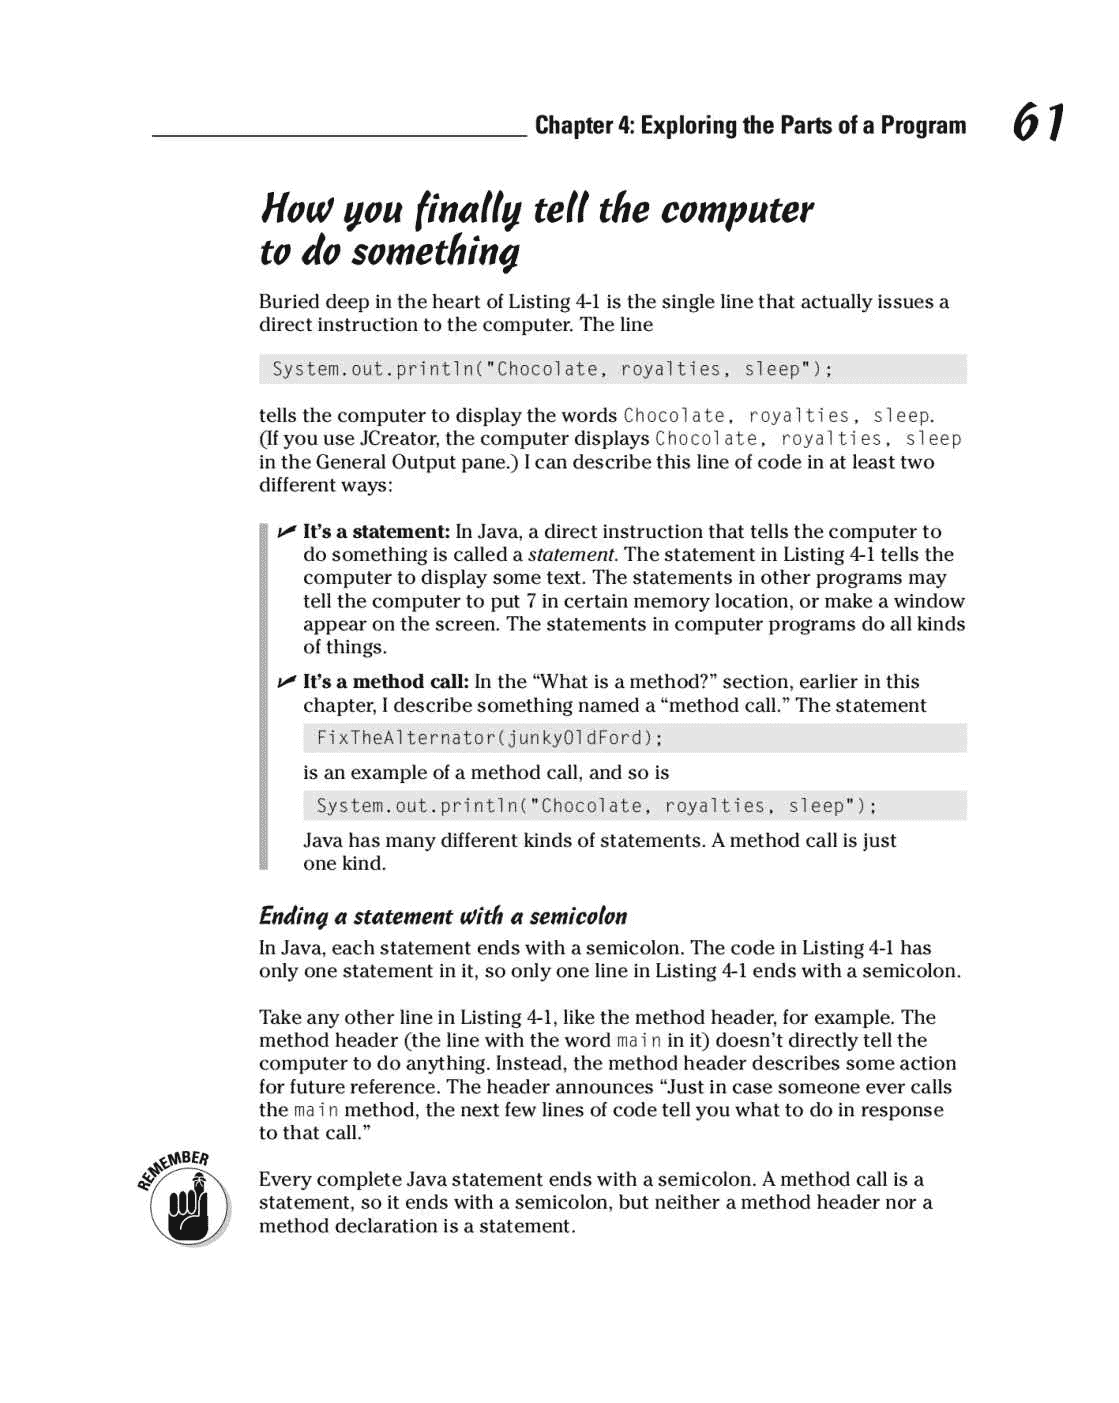 Chapter 4: Exploring the Parts of a Program 61
How you finally tell the computer
to do something
Buried deep in the heart of Listing 4-1 is the single line that actually issues a
direct instruction to the computer. The line
System.out.println("Chocolate, royalties, sleep");
tells the computer to display the words Chocolate, royalties, sleep.
(If you use JCreator, the computer displays Chocolate, royalties, sleep
in the General Output pane.) I can describe this line of code in at least two
different ways:
✓ It’s a statement: In Java, a direct instruction that tells the computer to
do something is called a statement. The statement in Listing 4-1 tells the
computer to display some text. The statements in other programs may
tell the computer to put 7 in certain memory location, or make a window
appear on the screen. The statements in computer programs do all kinds
of things.
✓ It’s a method call: In the “What is a method?” section, earlier in this
chapter, I describe something named a “method call.” The statement
FixTheAlternator(junkyOldFord);
is an example of a method call, and so is
System.out.println("Chocolate, royalties, sleep");
Java has many different kinds of statements. A method call is just
one kind.
Ending a statement with a semicolon
In Java, each statement ends with a semicolon. The code in Listing 4-1 has
only one statement in it, so only one line in Listing 4-1 ends with a semicolon.
Take any other line in Listing 4-1, like the method header, for example. The
method header (the line with the word main in it) doesn’t directly tell the
computer to do anything. Instead, the method header describes some action
for future reference. The header announces “Just in case someone ever calls
the main method, the next few lines of code tell you what to do in response
to that call.”
REMEMBER
Every complete Java statement ends with a semicolon. A method call is a
statement, so it ends with a semicolon, but neither a method header nor a
method declaration is a statement.